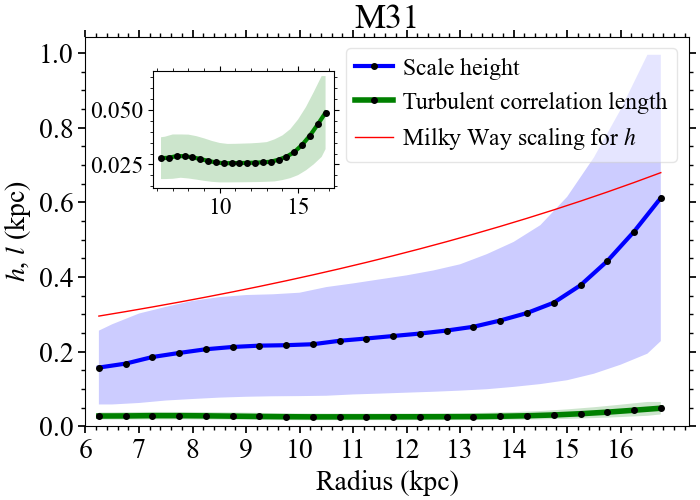 M31
h, l (kpc)
1.0
0.8
0.6
0.4
0.2
0.0
0.050
0.025
10 15
Scale height
Turbulent correlation length
Milky Way scaling for h
6 7 8 9 10 11 12 13 14 15 16
Radius (kpc)